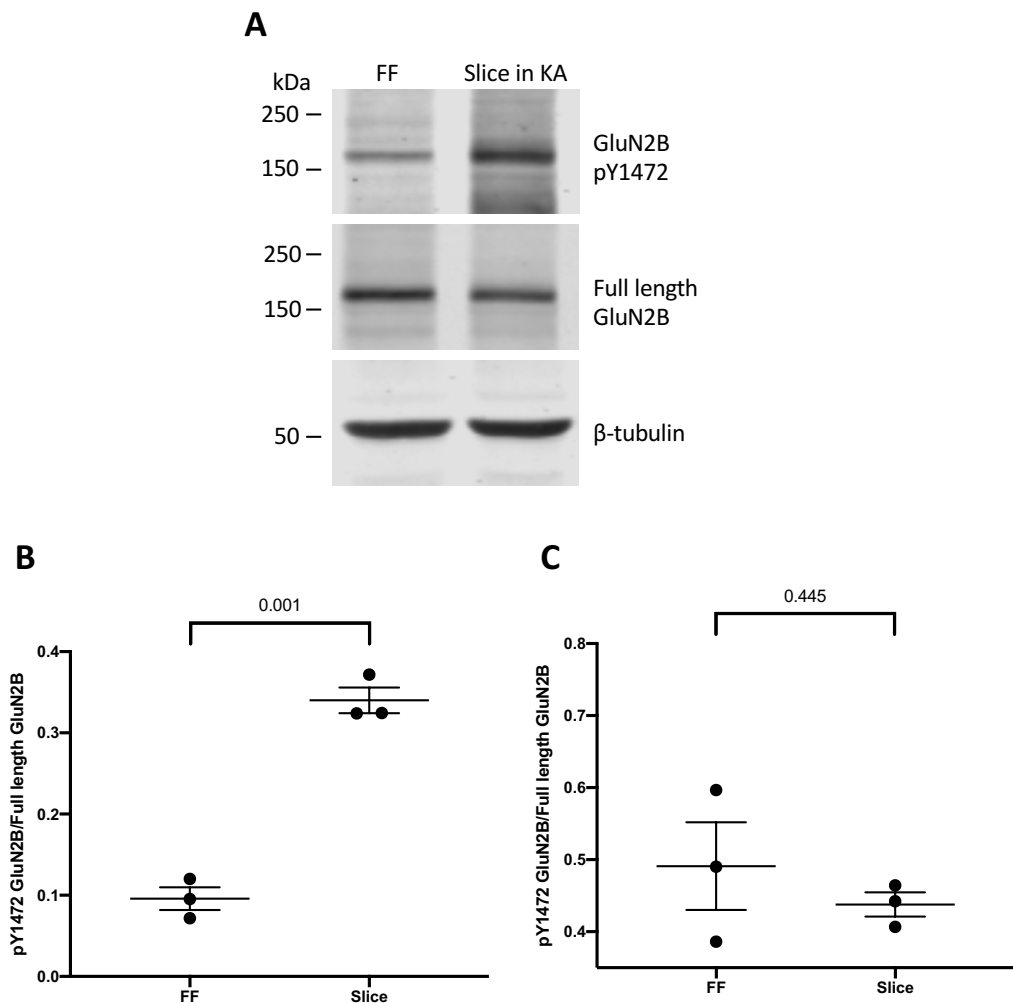 A
kDa FF Slice in KA
250
150
GluN2B
pY1472
250
150
Full length
GluN2B
50
β-tubulin
B
0.001
pY1472 GluN2B/Full length GluN2B
0.4
0.3
0.2
0.1
0.0
FF Slice
C
0.445
pY1472 GluN2B/Full length GluN2B
0.8
0.7
0.6
0.5
0.4
FF Slice